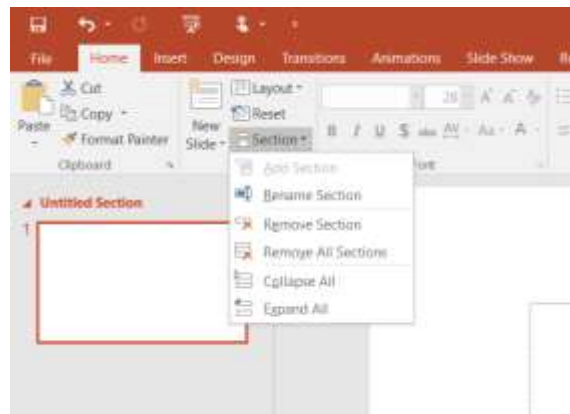 File Home Insert Design Transitions Animations Slide Show
Cut
Copy
Format Painter
Paste
Clipboard
New
Slide
Layout
Reset
Section
28
Add Section
Rename Section
Remove Section
Remove All Sections
Collapse All
Expand All
Untitled Section
1